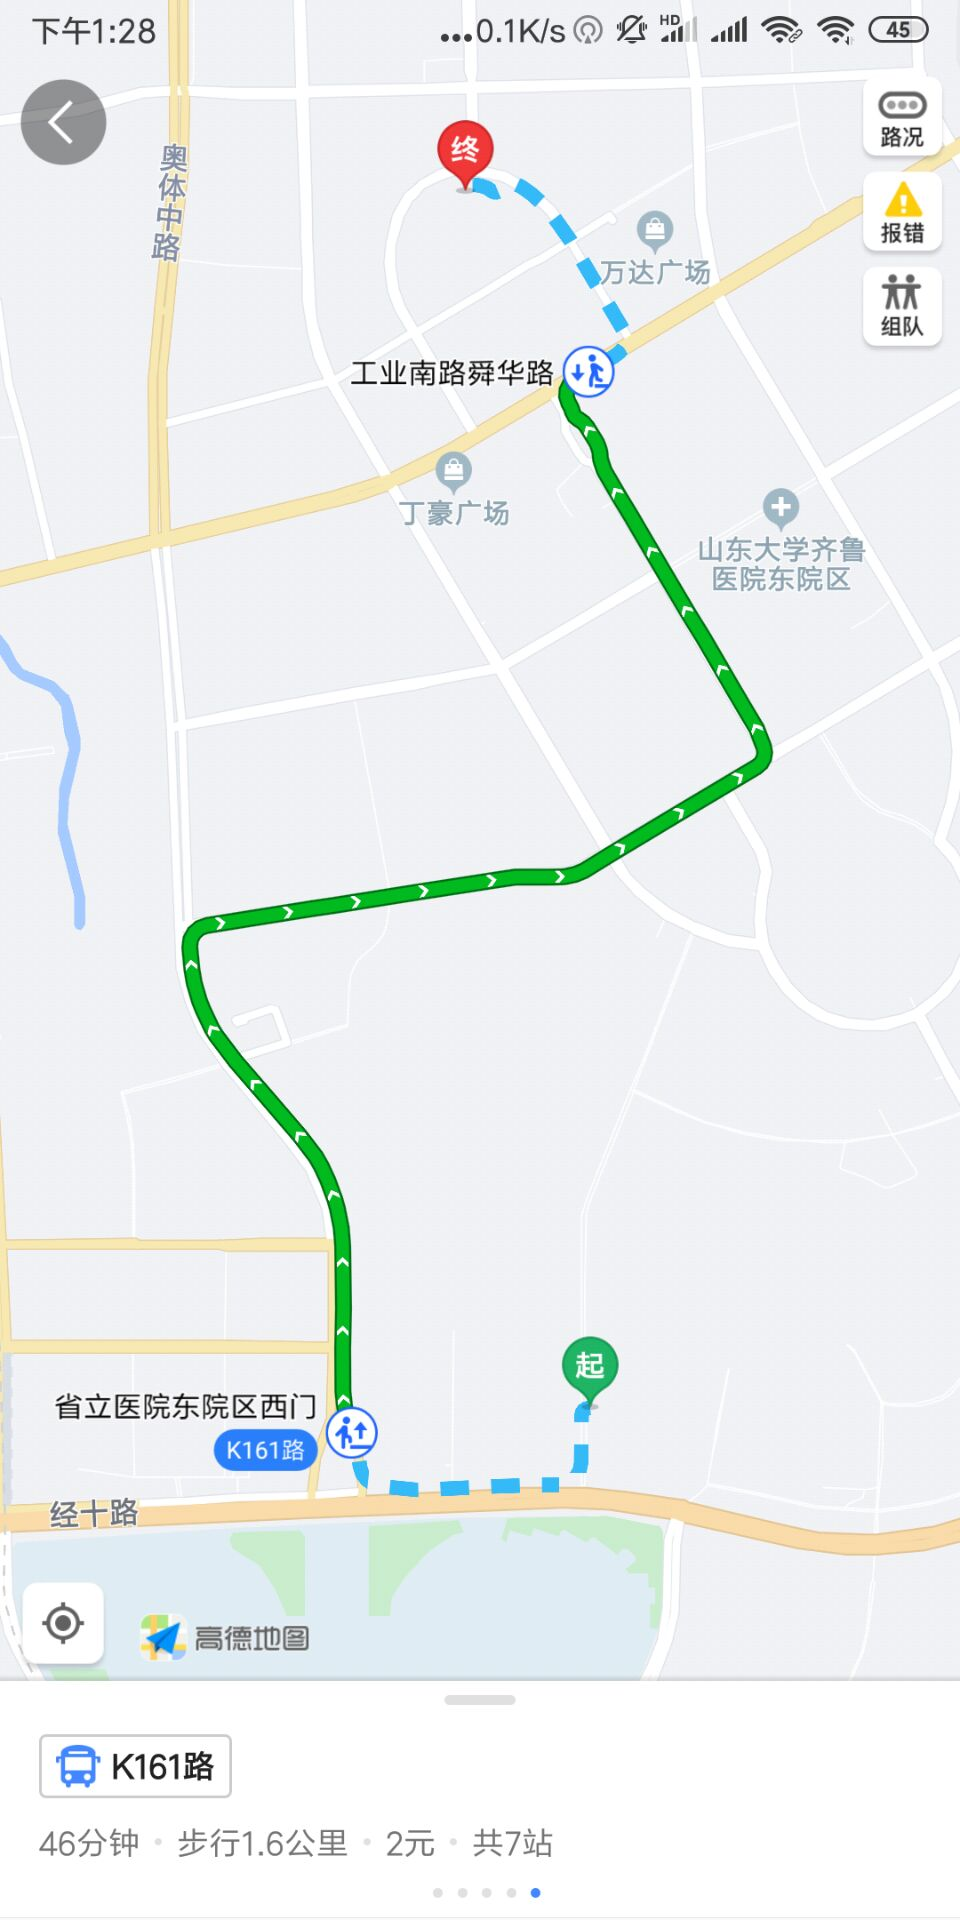 下午1:28
...0.1K/s
HD
45
路况
报错
组队
奥体中路
终
万达广场
工业南路舜华路
丁豪广场
山东大学齐鲁
医院东院区
起
省立医院东院区西门
K161路
经十路
高德地图
K161路
46分钟 · 步行1.6公里 · 2元 · 共7站